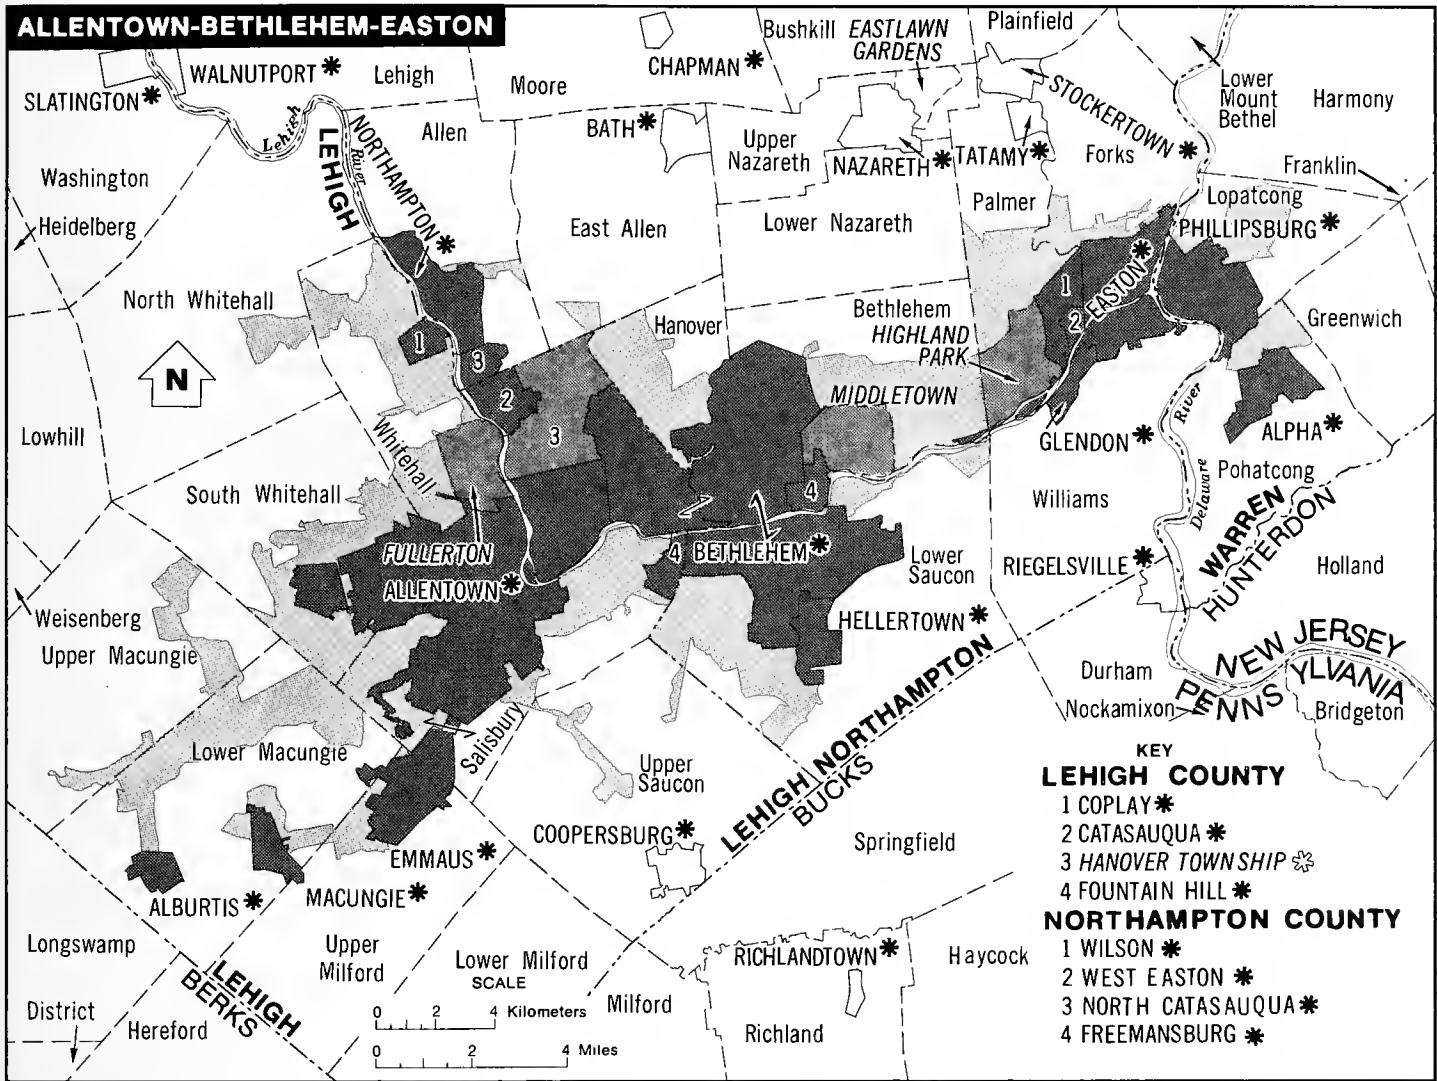 ALLENTOWN-BETHLEHEM-EASTON
Bushkill
EASTLAWN
GARDENS
Plainfield
WALNUTPORT*
Lehigh
Moore
CHAPMAN*
SLATINGTON*
STOCKERTOWN*
Lower
Mount
Bethel
Harmony
Lehigh
River
NORTHAMPTON*
LEHIGH
Allen
BATH*
Upper
Nazareth
NAZARETH*
TATAMY*
Forks
Franklin
Washington
Heidelberg
East Allen
Lower Nazareth
Palmer
Lopatcong
PHILLIPSBURG*
EASTON*
North Whitehall
Hanover
Bethlehem
HIGHLAND
PARK
1
2
Greenwich
N
1
3
2
3
MIDDLETOWN
River
Delaware
Lowhill
Whitehall
GLENDON*
ALPHA*
South Whitehall
Pohatcong
4
Williams
WARREN
HUNTERDON
FULLERTON
ALLENTOWN*
4
BETHLEHEM*
Lower
Saucon
RIEGELSVILLE*
Holland
Weisenberg
HELLERTOWN*
Upper Macungie
NEW JERSEY
PENNSYLVANIA
Durham
Nockamixon
Bridgeton
Salisbury
Lower Macungie
Upper
Saucon
LEHIGH
NORTHAMPTON
BUCKS
COOPERSBURG*
Springfield
EMMAUS*
MACUNGIE*
ALBURTIS*
Longswamp
Upper
Milford
Lower Milford
RICHLANDTOWN*
Haycock
LEHIGH
BERKS
District
Hereford
Milford
Richland
SCALE
0 2 4 Kilometers
0 2 4 Miles
KEY
LEHIGH COUNTY
1 COPLAY*
2 CATASAUQUA*
3 HANOVER TOWNSHIP*
4 FOUNTAIN HILL*
NORTHAMPTON COUNTY
1 WILSON*
2 WEST EASTON*
3 NORTH CATASAUQUA*
4 FREEMANSBURG*